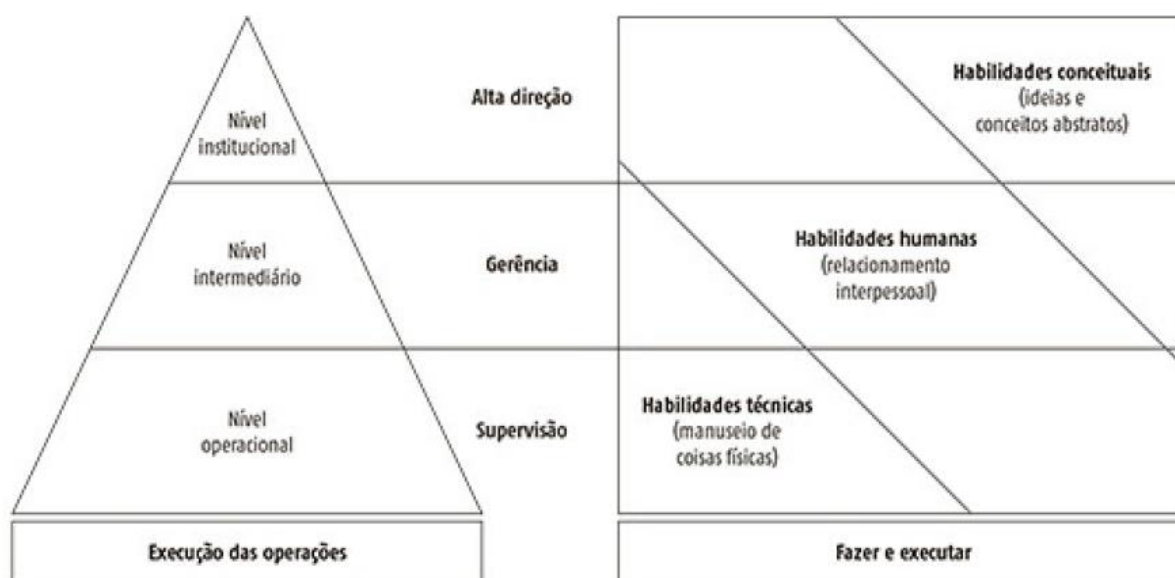 Nível
institucional
Alta direção
Habilidades conceituais
(ideias e
conceitos abstratos)
Nível
intermediário
Gerência
Habilidades humanas
(relacionamento
interpessoal)
Nível
operacional
Supervisão
Habilidades técnicas
(manuseio de
coisas físicas)
Execução das operações
Fazer e executar